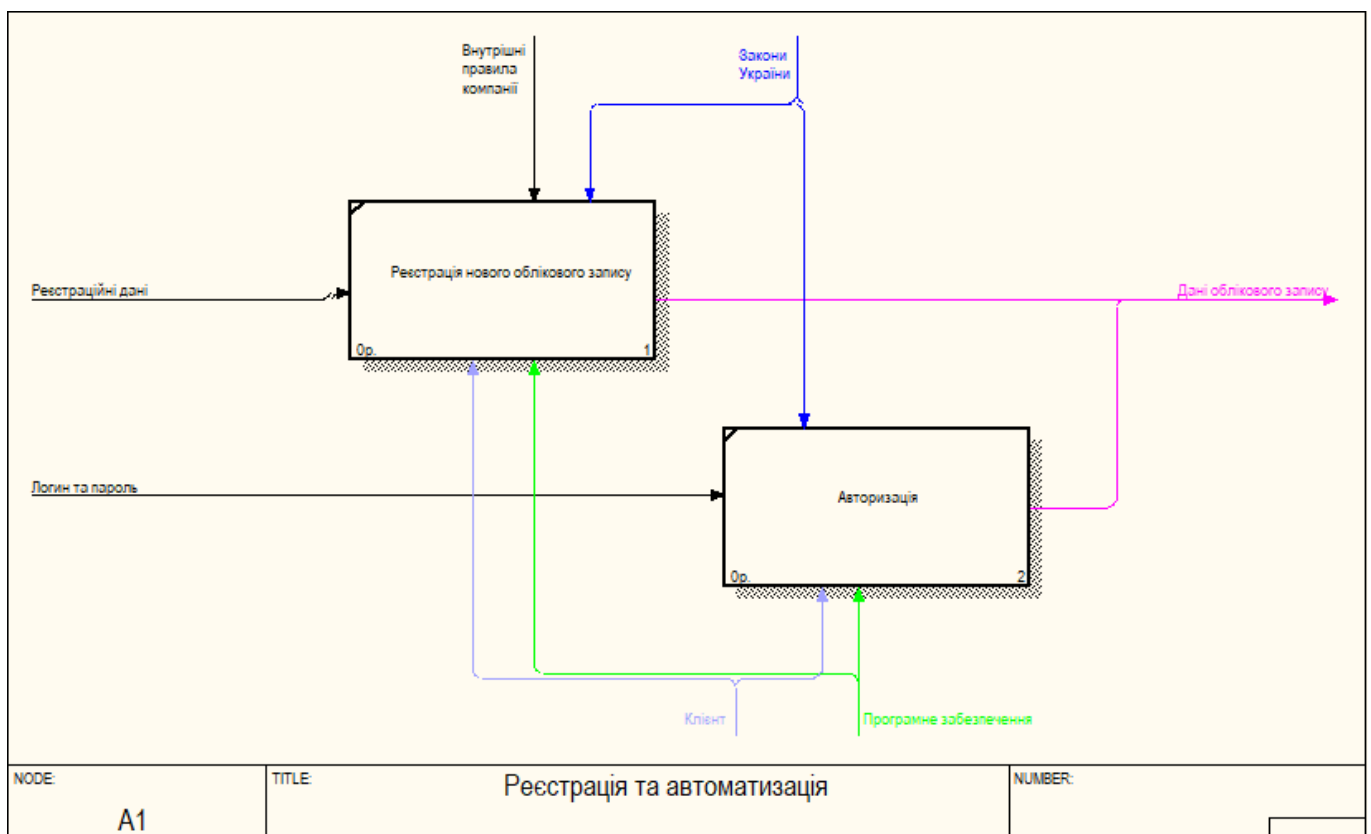 Внутрішні
правила
компанії
Закони
України
Реєстраційні дані
Реєстрація нового облікового запису
0р.
1
Дані облікового запису
Логин та пароль
Авторизація
0р.
2
Клієнт
Програмне забезпечення
NODE:
A1
TITLE:
Реєстрація та автоматизація
NUMBER: